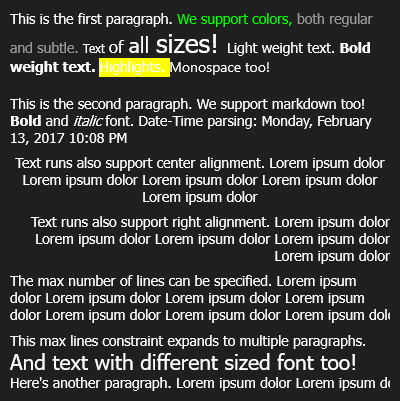 This is the first paragraph. We support colors, both regular
and subtle. Text of all sizes! Light weight text. Bold
weight text. Highlights. Monospace too!
This is the second paragraph. We support markdown too!
Bold and italic font. Date-Time parsing: Monday, February
13, 2017 10:08 PM
Text runs also support center alignment. Lorem ipsum dolor
Lorem ipsum dolor Lorem ipsum dolor Lorem ipsum dolor
Lorem ipsum dolor
Text runs also support right alignment. Lorem ipsum dolor
Lorem ipsum dolor Lorem ipsum dolor Lorem ipsum dolor
Lorem ipsum dolor
The max number of lines can be specified. Lorem ipsum
dolor Lorem ipsum dolor Lorem ipsum dolor Lorem ipsum
dolor Lorem ipsum dolor Lorem ipsum dolor Lorem ipsum dol
This max lines constraint expands to multiple paragraphs.
And text with different sized font too!
Here's another paragraph. Lorem ipsum dolor Lorem ipsum do